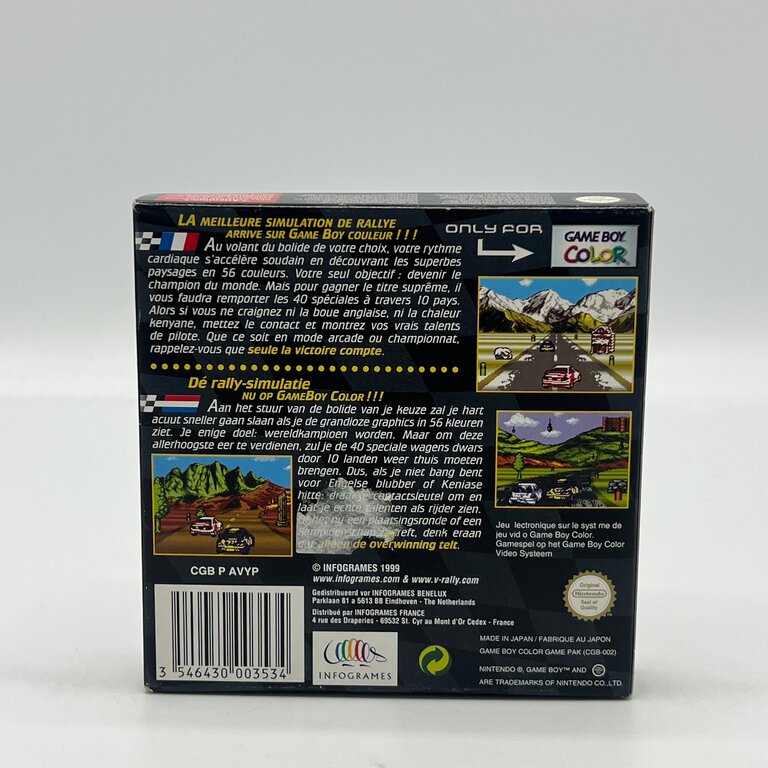 LA MEILLEURE SIMULATION DE RALLYE
ARRIVE SUR GAME BOY COULEUR !!!
Au volant du bolide de votre choix, votre rythme
cardiaque s'accélère soudain en découvrant les superbes
paysages en 56 couleurs. Votre seul objectif : devenir le
champion du monde. Mais pour gagner le titre suprême, il
vous faudra remporter les 40 spéciales à travers 10 pays.
Alors si vous ne craignez ni la boue anglaise, ni la chaleur
kenyane, mettez le contact et montrez vos vrais talents
de pilote. Que ce soit en mode arcade ou championnat,
rappelez-vous que seule la victoire compte.
ONLY FOR
GAME BOY
COLOR
Dé rally-simulatie
NU OP GAMEBOY COLOR!!!
Aan het stuur van de bolide van je keuze zal je hart
acuut sneller gaan slaan als je de grandioze graphics in 56 kleuren
ziet. Je enige doel: wereldkampioen worden. Maar om deze
allerhoogste eer te verdienen, zul je de 40 speciale wagens dwars
door 10 landen weer thuis moeten
brengen. Dus, als je niet bang bent
voor Engelse blubber of Keniase
hitte: draai je contactsleutel om en
laat je echte talenten als rijder zien.
Of het nu een plaatsingsronde of een
kampioenschap betreft, denk eraan
dat alleen de overwinning telt.
Jeu lectronique sur le syst me de
jeu vid o Game Boy Color.
Gamespel op het Game Boy Color
Video Systeem
CGB P AVYP
© INFOGRAMES 1999
www.infogrames.com & www.v-rally.com
Gedistribueerd vor INFOGRAMES BENELUX
Parklaan 81 a 5613 BB Eindhoven - The Netherlands
Distribué par INFOGRAMES FRANCE
4 rue des Draperies - 69532 St. Cyr au Mont d'Or Cedex - France
Original
Nintendo
Seal of
Quality
3 546430 003534
INFOGRAMES
MADE IN JAPAN / FABRIQUE AU JAPON
GAME BOY COLOR GAME PAK (CGB-002)
NINTENDO ®, GAME BOY™ AND
ARE TRADEMARKS OF NINTENDO CO., LTD.